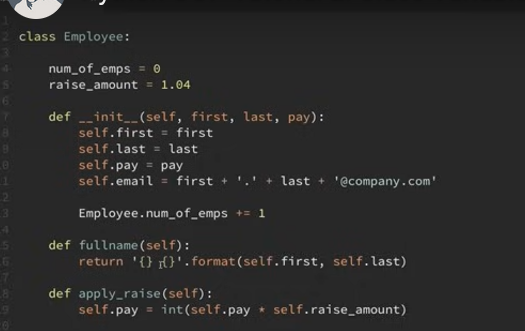 class Employee:
num_of_emps = 0
raise_amount = 1.04
def __init__(self, first, last, pay):
self.first = first
self.last = last
self.pay = pay
self.email = first + '.' + last + '@company.com'
Employee.num_of_emps += 1
def fullname(self):
return '{} {}'.format(self.first, self.last)
def apply_raise(self):
self.pay = int(self.pay * self.raise_amount)